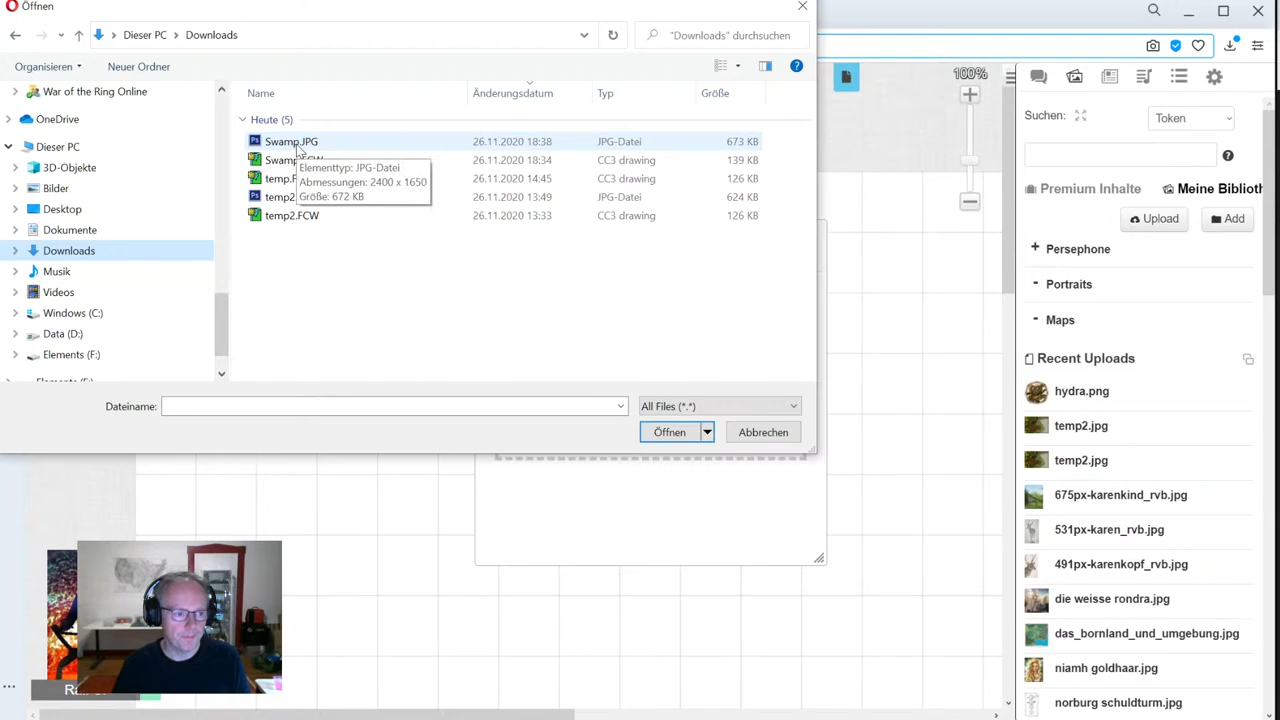 Öffnen
Dieser PC
Downloads
"Downloads" durchsuchen
Organisieren
Neuer Ordner
War of the Ring Online
OneDrive
Dieser PC
3D-Objekte
Bilder
Desktop
Dokumente
Downloads
Musik
Videos
Windows (C:)
Data (D:)
Elements (F:)
Elements (F:)
Name Änderungsdatum Typ Größe
Heute (5)
Swamp.JPG 26.11.2020 18:38 JPG-Datei 673 KB
26.11.2020 18:34 CC3 drawing 139 KB
26.11.2020 14:45 CC3 drawing 126 KB
26.11.2020 13:49 JPG-Datei 624 KB
temp2.FCW 26.11.2020 13:33 CC3 drawing 126 KB
Elementtyp: JPG-Datei
Abmessungen: 2400 x 1650
Größe: 672 KB
Dateiname:
All Files (*.*)
Öffnen
Abbrechen
100%
Suchen:
Token
Premium Inhalte
Meine Biblioth
Upload
Add
Persephone
Portraits
Maps
Recent Uploads
hydra.png
temp2.jpg
temp2.jpg
675px-karenkind_rvb.jpg
531px-karen_rvb.jpg
491px-karenkopf_rvb.jpg
die weisse rondra.jpg
das_bornland_und_umgebung.jpg
niamh goldhaar.jpg
norburg schuldturm.jpg